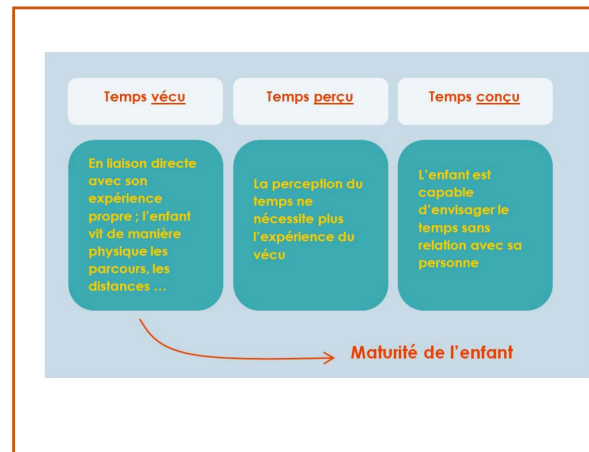 Temps vécu
Temps perçu
Temps conçu
En liaison directe
avec son
expérience
propre ; l'enfant
vit de manière
physique les
parcours, les
distances …
La perception du
temps ne
nécessite plus
l'expérience du
vécu
L'enfant est
capable
d'envisager le
temps sans
relation avec sa
personne
Maturité de l'enfant